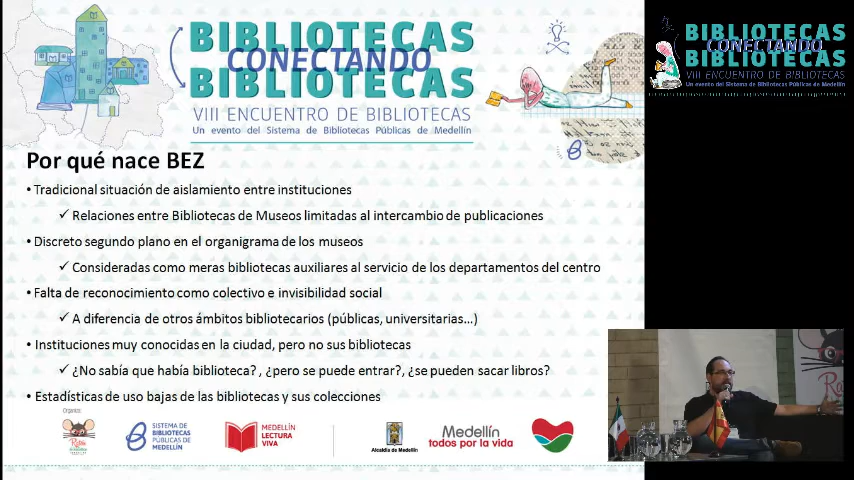 BIBLIOTECAS
CONECTANDO
BIBLIOTECAS
VIII ENCUENTRO DE BIBLIOTECAS
Un evento del Sistema de Bibliotecas Públicas de Medellín
BIBLIOTECAS
CONECTANDO
BIBLIOTECAS
VIII ENCUENTRO DE BIBLIOTECAS
Un evento del Sistema de Bibliotecas Públicas de Medellín
Por qué nace BEZ
• Tradicional situación de aislamiento entre instituciones
✓ Relaciones entre Bibliotecas de Museos limitadas al intercambio de publicaciones
• Discreto segundo plano en el organigrama de los museos
✓ Consideradas como meras bibliotecas auxiliares al servicio de los departamentos del centro
• Falta de reconocimiento como colectivo e invisibilidad social
✓ A diferencia de otros ámbitos bibliotecarios (públicas, universitarias...)
• Instituciones muy conocidas en la ciudad, pero no sus bibliotecas
✓ ¿No sabía que había biblioteca? , ¿pero se puede entrar?, ¿se pueden sacar libros?
• Estadísticas de uso bajas de las bibliotecas y sus colecciones
Organiza:
SISTEMA DE
BIBLIOTECAS
PÚBLICAS DE
MEDELLÍN
MEDELLÍN
LECTURA
VIVA
Alcaldía de Medellín
Medellín
todos por la vida